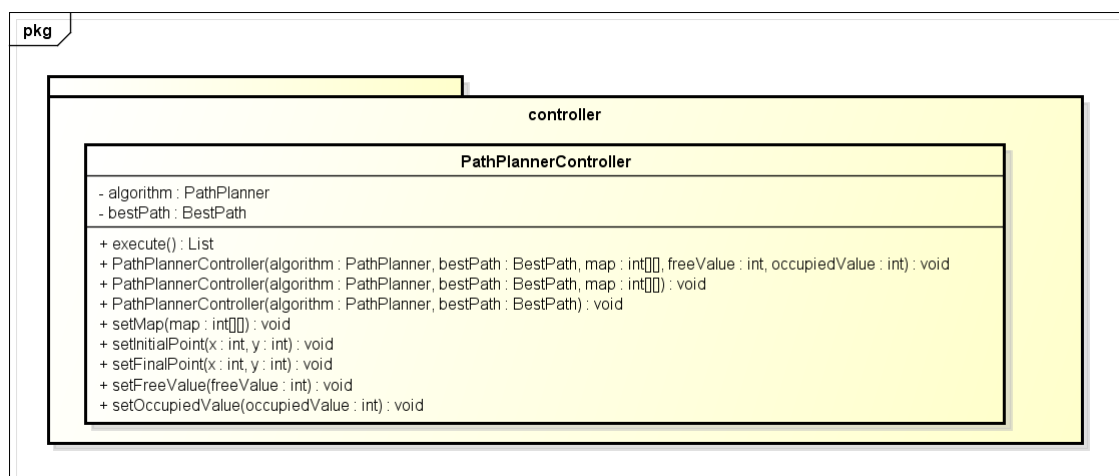 pkg
controller
PathPlannerController
- algorithm : PathPlanner
- bestPath : BestPath
+ execute() : List
+ PathPlannerController(algorithm : PathPlanner, bestPath : BestPath, map : int[][], freeValue : int, occupiedValue : int) : void
+ PathPlannerController(algorithm : PathPlanner, bestPath : BestPath, map : int[][]) : void
+ PathPlannerController(algorithm : PathPlanner, bestPath : BestPath) : void
+ setMap(map : int[][]) : void
+ setInitialPoint(x : int, y : int) : void
+ setFinalPoint(x : int, y : int) : void
+ setFreeValue(freeValue : int) : void
+ setOccupiedValue(occupiedValue : int) : void